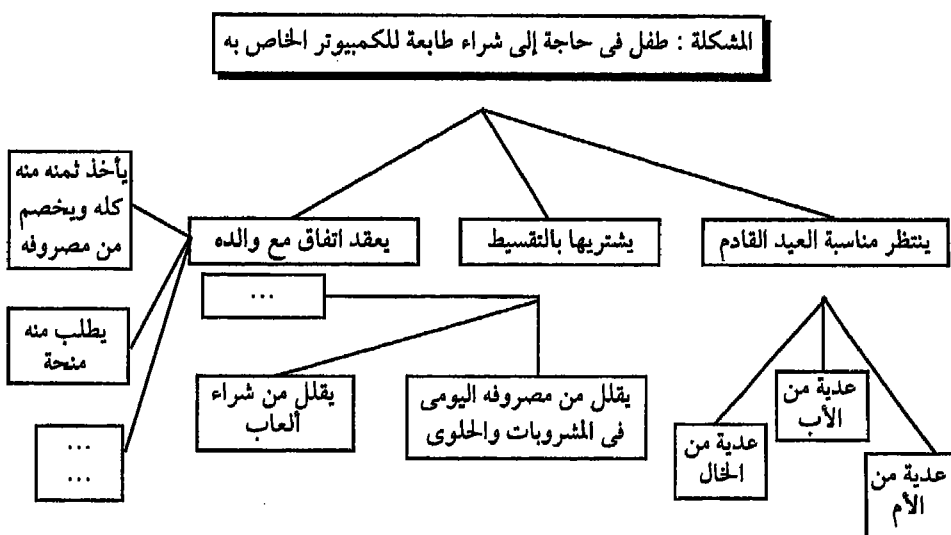 المشكلة : طفل فى حاجة إلى شراء طابعة للكمبيوتر الخاص به
ينتظر مناسبة العيد القادم
يشتريها بالتقسيط
يعقد اتفاق مع والده
يأخذ ثمنه منه
كله ويخصم
من مصروفه
...
يطلب منه
منحة
عدية من
الأب
عدية من
الخال
عدية من
الأم
يقلل من مصروفه اليومى
فى المشروبات والحلوى
يقلل من شراء
ألعاب
...
...